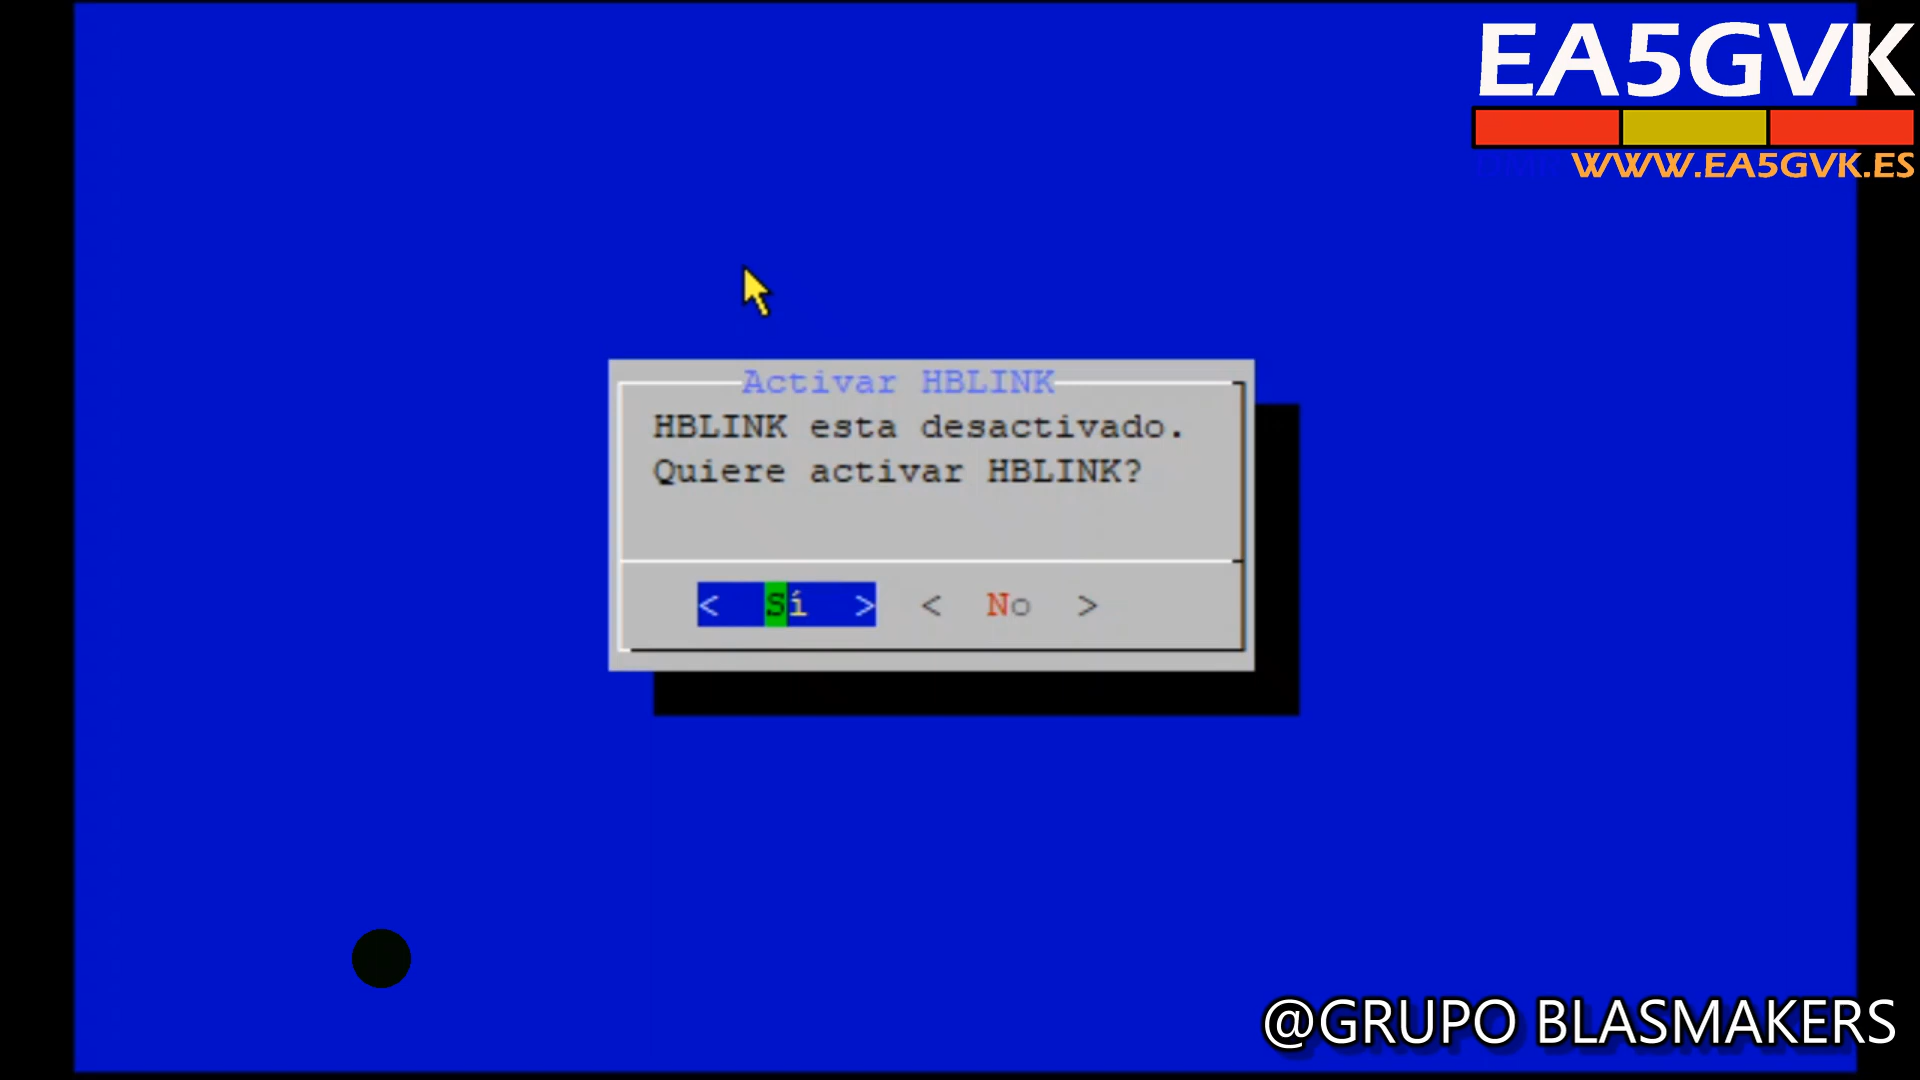 EA5GVK
WWW.EA5GVK.ES
Activar HBLINK
HBLINK esta desactivado.
Quiere activar HBLINK?
< Sí > < No >
@GRUPO BLASMAKERS